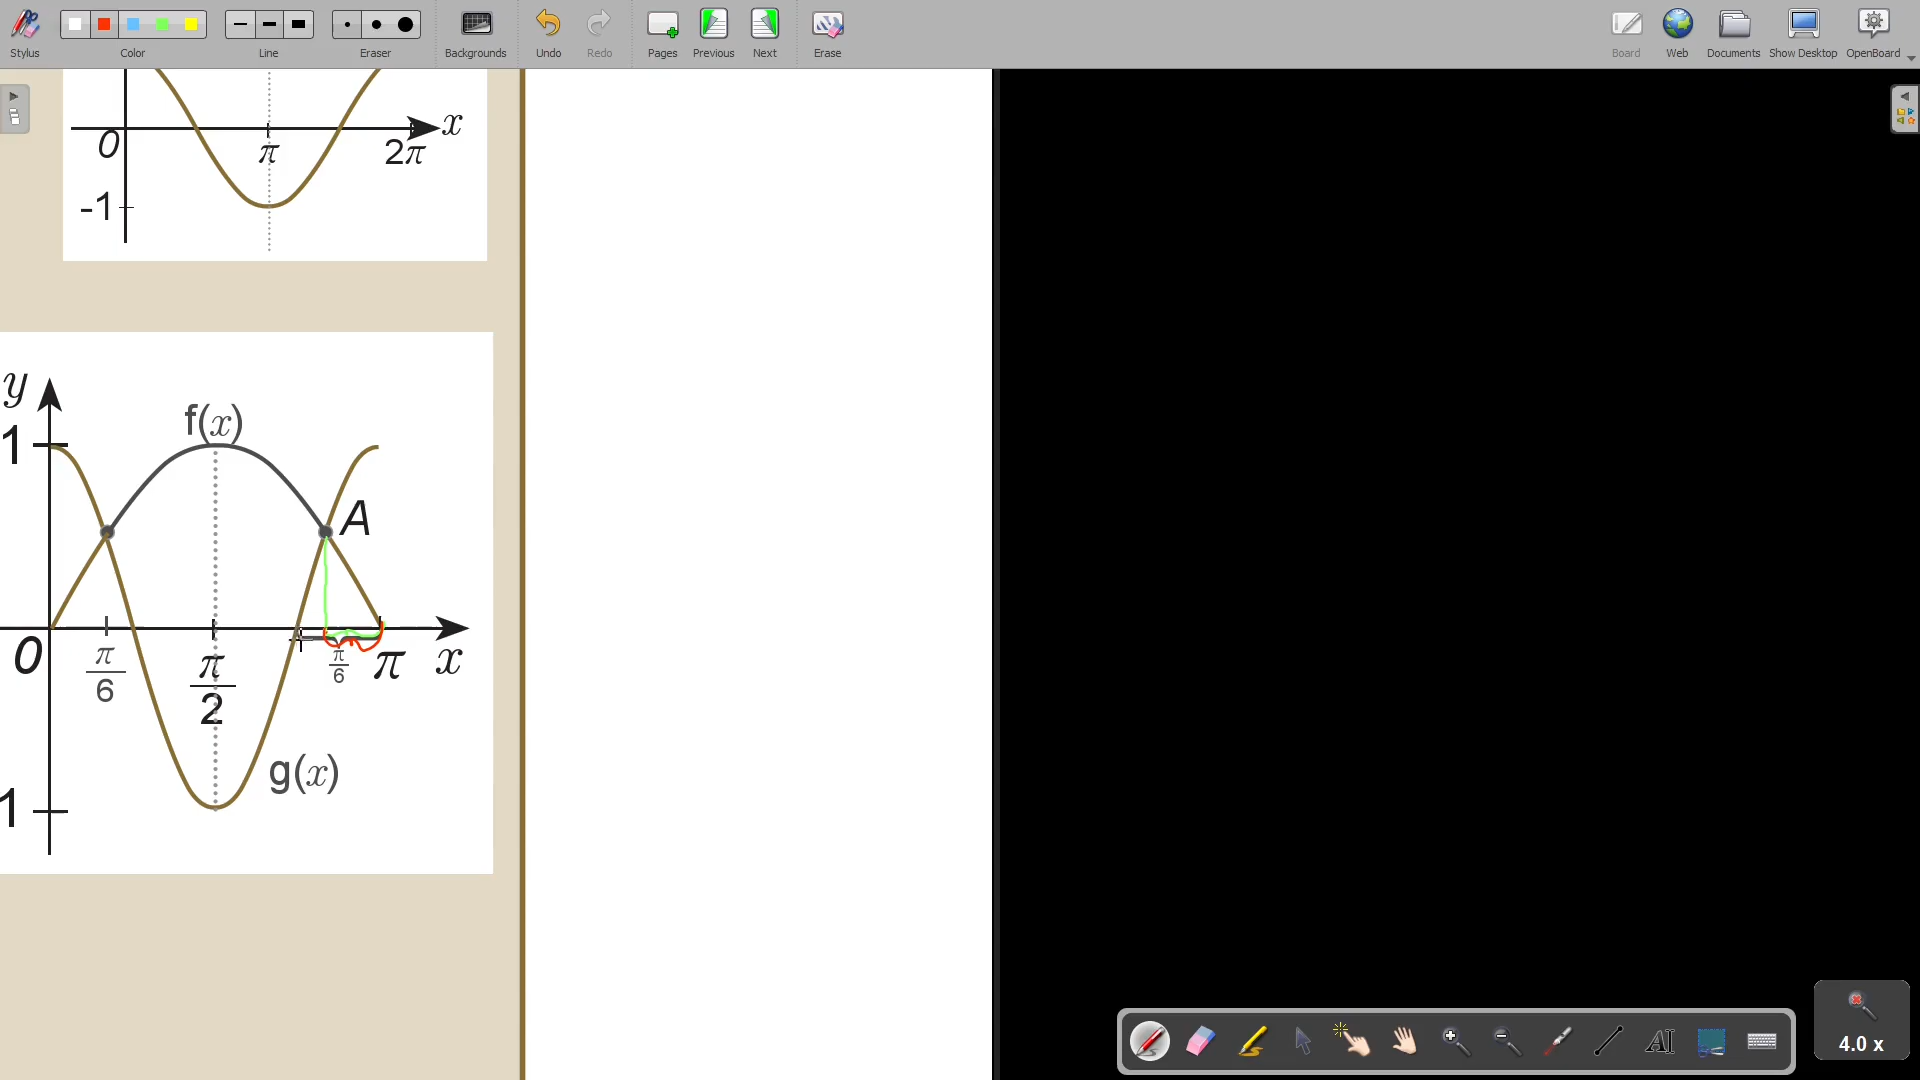 Stylus
Color
Line
Eraser
Backgrounds
Undo
Redo
Pages
Previous
Next
Erase
Board
Web
Documents
Show Desktop
OpenBoard
x
0
π
2π
-1
y
1
f(x)
A
0
π/6
π/2
π/6
π
x
g(x)
1
AI
4.0 x